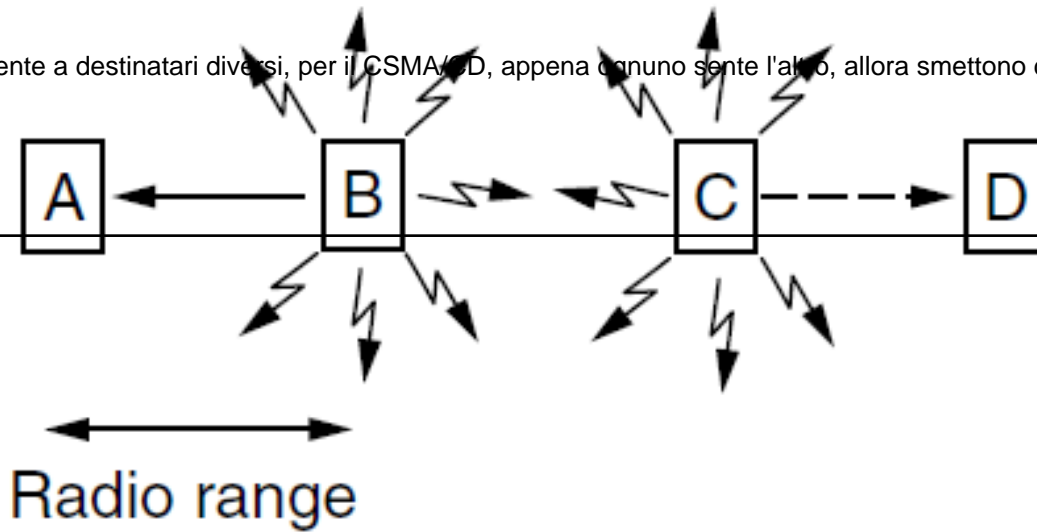 ente a destinatari diversi, per il CSMA/CD, appena ognuno sente l'altro, allora smettono
A B C D
Radio range